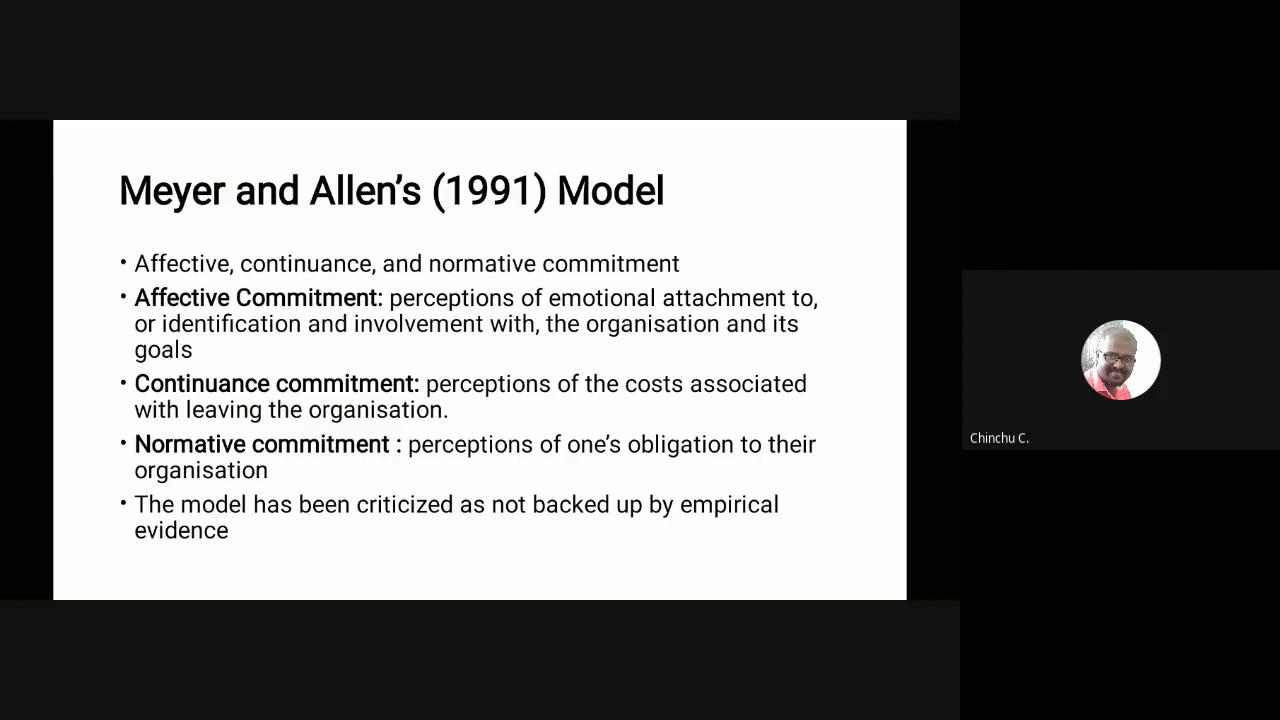 Meyer and Allen’s (1991) Model
• Affective, continuance, and normative commitment
• Affective Commitment: perceptions of emotional attachment to,
or identification and involvement with, the organisation and its
goals
• Continuance commitment: perceptions of the costs associated
with leaving the organisation.
• Normative commitment : perceptions of one’s obligation to their
organisation
• The model has been criticized as not backed up by empirical
evidence
Chinchu C.